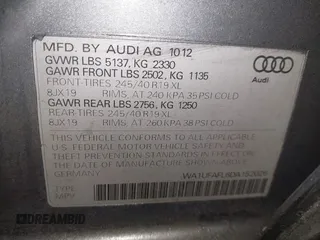 MFD. BY AUDI AG 10 12
GVWR LBS 5137, KG 2330
GAWR FRONT LBS 2502, KG 1135
TIRES/FRONT 245/40 R19 XL
8JX19 RIMS, AT 240 KPA 35 PSI COLD
GAWR REAR LBS 2756, KG 1250
TIRES/REAR 245/40 R19 XL
8JX19 RIMS, AT 260 KPA 38 PSI COLD
THIS VEHICLE CONFORMS TO ALL APPLICABLE
U.S. FEDERAL MOTOR VEHICLE SAFETY AND
THEFT PREVENTION STANDARDS IN EFFECT
ON THE DATE OF MANUFACTURE SHOWN ABOVE.
TYPE
MPV
Audi
DREAMBID